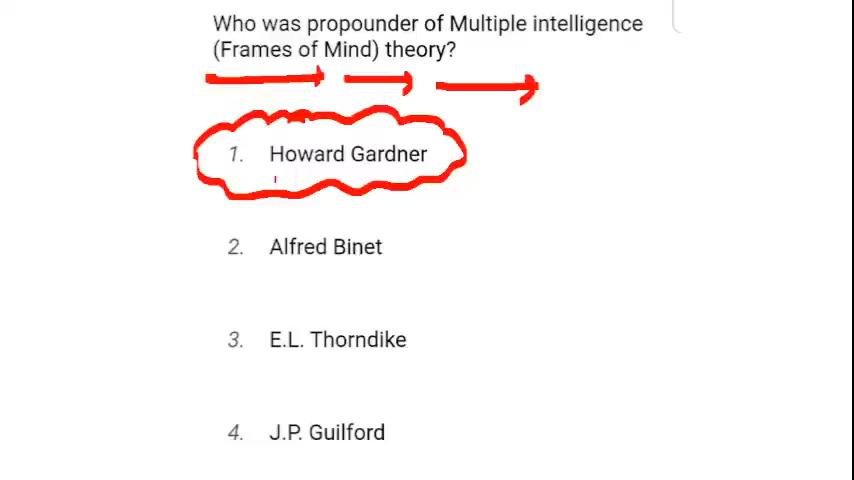 Who was propounder of Multiple intelligence
(Frames of Mind) theory?
1. Howard Gardner
2. Alfred Binet
3. E.L. Thorndike
4. J.P. Guilford